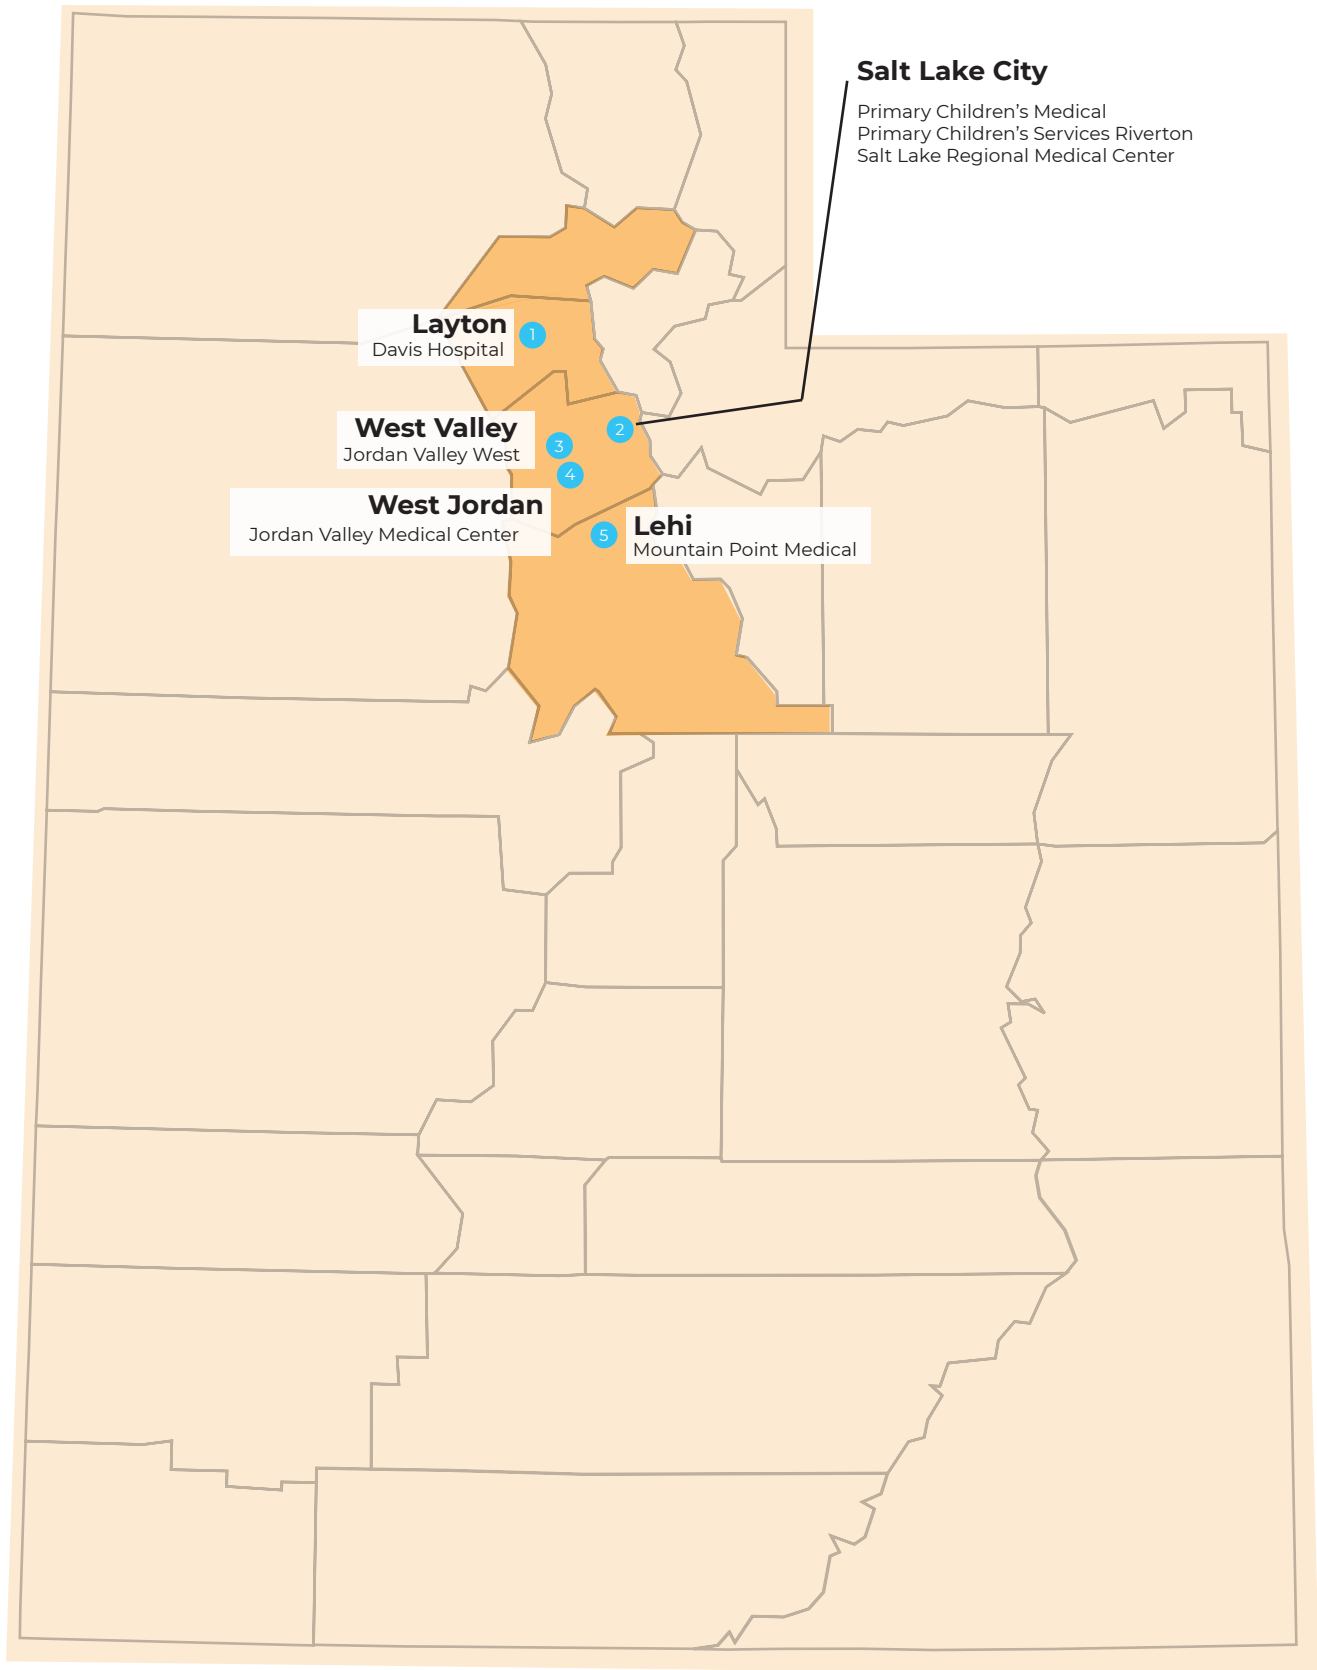 Salt Lake City
Primary Children’s Medical
Primary Children’s Services Riverton
Salt Lake Regional Medical Center
Layton
Davis Hospital
1
West Valley
Jordan Valley West
2
3
4
West Jordan
Jordan Valley Medical Center
5
Lehi
Mountain Point Medical